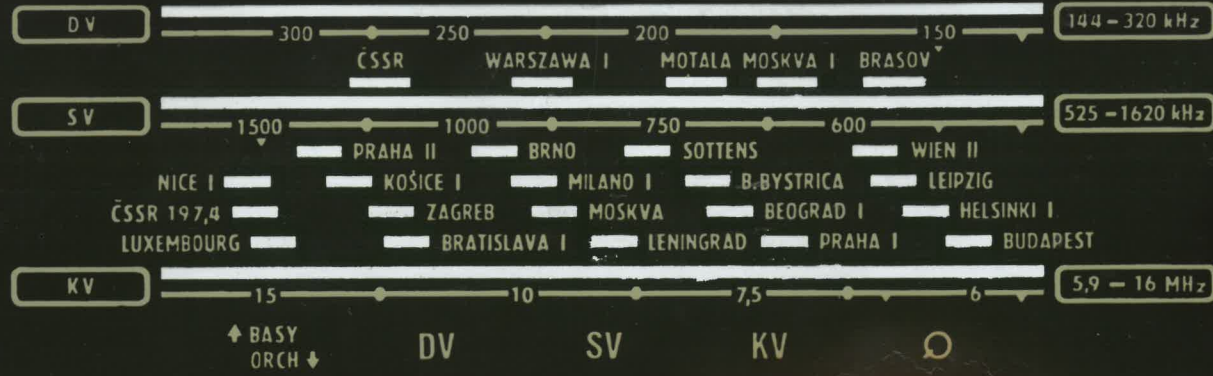 DV 144-320 kHz
300 250 200 150
ČSSR WARSZAWA I MOTALA MOSKVA I BRASOV
SV 525-1620 kHz
1500 1000 750 600
PRAHA II BRNO SOTTENS WIEN II
NICE I KOŠICE I MILANO I B.BYSTRICA LEIPZIG
ČSSR 197,4 ZAGREB MOSKVA BEOGRAD I HELSINKI I
LUXEMBOURG BRATISLAVA I LENINGRAD PRAHA I BUDAPEST
KV 5,9 – 16 MHz
15 10 7,5 6
BASY
ORCH
DV SV KV